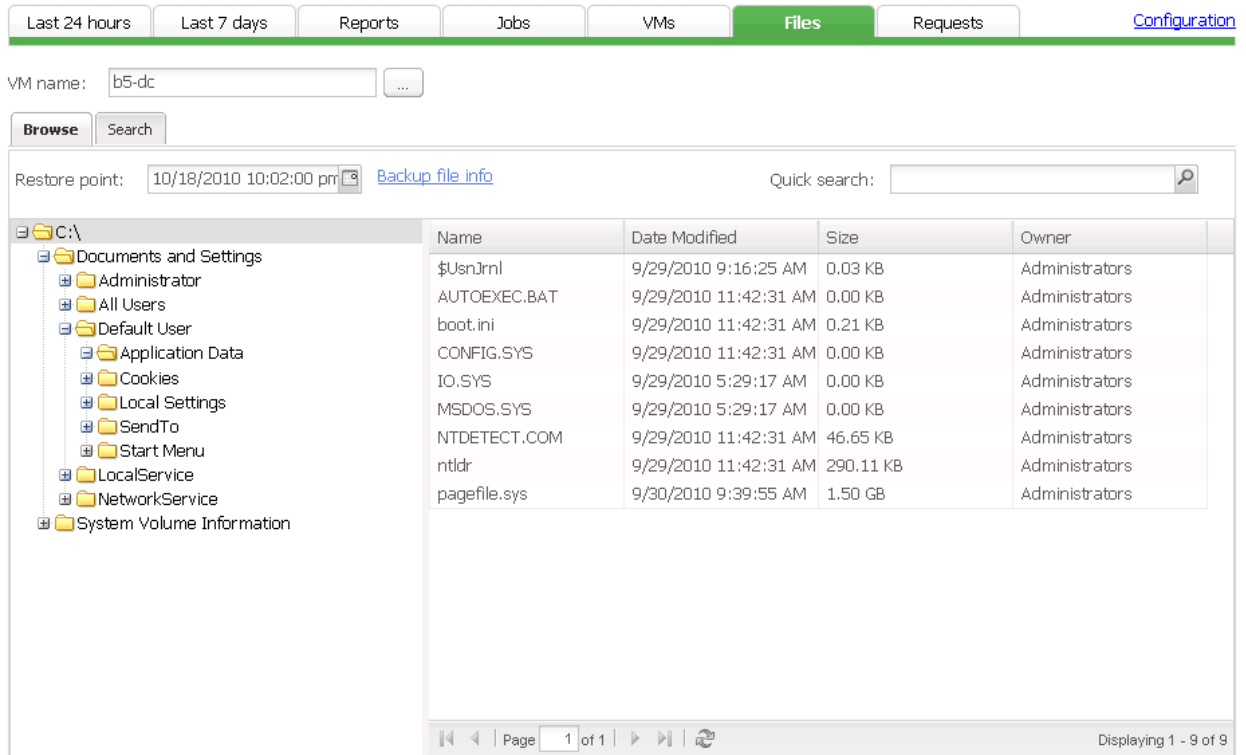 Last 24 hours Last 7 days Reports Jobs VMs Files Requests Configuration
VM name: b5-dc ...
Browse Search
Restore point: 10/18/2010 10:02:00 pm Backup file info Quick search:
C:\
Documents and Settings
Administrator
All Users
Default User
Application Data
Cookies
Local Settings
SendTo
Start Menu
LocalService
NetworkService
System Volume Information
Name Date Modified Size Owner
$UsnJrnl 9/29/2010 9:16:25 AM 0.03 KB Administrators
AUTOEXEC.BAT 9/29/2010 11:42:31 AM 0.00 KB Administrators
boot.ini 9/29/2010 11:42:31 AM 0.21 KB Administrators
CONFIG.SYS 9/29/2010 11:42:31 AM 0.00 KB Administrators
IO.SYS 9/29/2010 5:29:17 AM 0.00 KB Administrators
MSDOS.SYS 9/29/2010 5:29:17 AM 0.00 KB Administrators
NTDETECT.COM 9/29/2010 11:42:31 AM 46.65 KB Administrators
ntldr 9/29/2010 11:42:31 AM 290.11 KB Administrators
pagefile.sys 9/30/2010 9:39:55 AM 1.50 GB Administrators
Page 1 of 1 Displaying 1 - 9 of 9